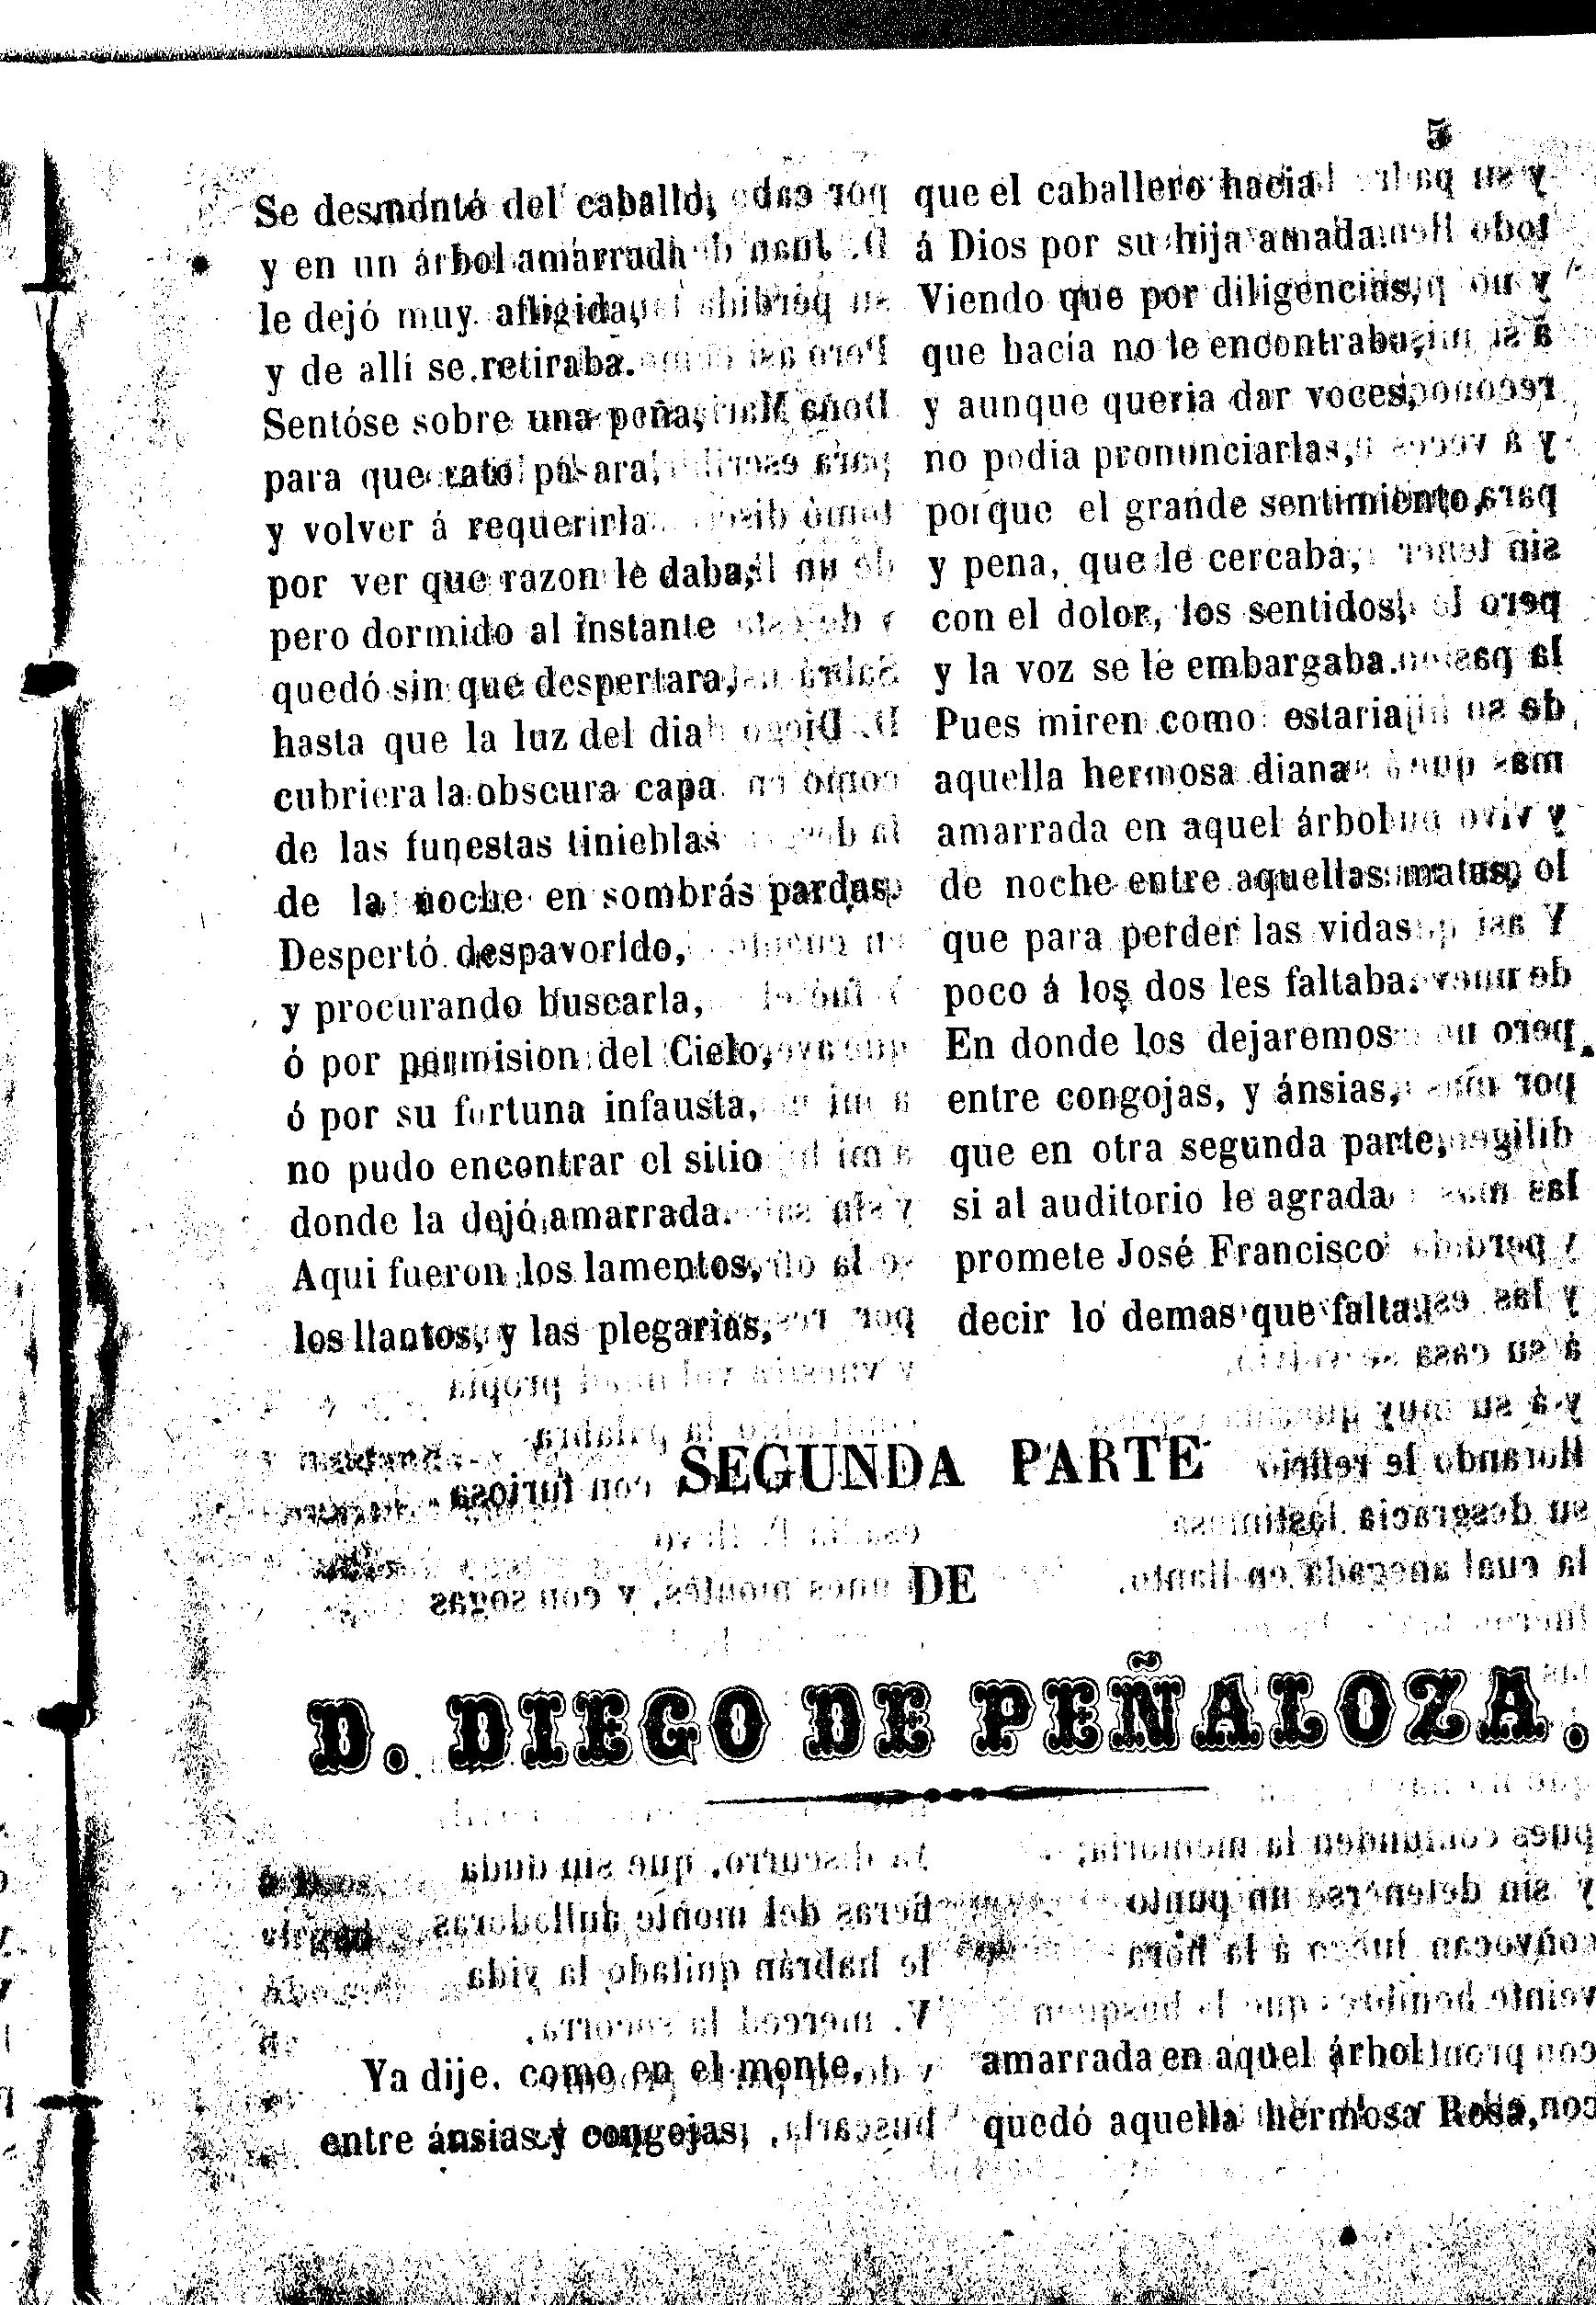 5
Se desmontó del caballo,
y en un árbol amarrada
le dejó muy afligida,
y de allí se retiraba.
Sentóse sobre una peña,
para que rato pasara,
y volver á requerirla
por ver que razon le daba,
pero dormido al instante
quedó sin que despertara,
hasta que la luz del dia
cubriera la obscura capa
de las funestas tinieblas
de la noche en sombrás pardas.
Despertó despavorido,
y procurando buscarla,
ó por permision del Cielo,
ó por su fortuna infausta,
no pudo encontrar el sitio
donde la dejó amarrada.
Aqui fueron los lamentos,
los llantos, y las plegarias,
que el caballero hacia
á Dios por su hija amada.
Viendo que por diligencias,
que hacía no le encontraba,
y aunque queria dar voces,
no podia pronunciarlas,
porque el grande sentimiento,
y pena, que le cercaba,
con el dolor, los sentidos,
y la voz se le embargaba.
Pues miren como estaria
aquella hermosa diana
amarrada en aquel árbol
de noche entre aquellas matas,
que para perder las vidas
poco á los dos les faltaba.
En donde los dejaremos
entre congojas, y ánsias,
que en otra segunda parte,
si al auditorio le agrada
promete José Francisco
decir lo demas que falta.
SEGUNDA PARTE
DE
D. DIEGO DE PEÑALOZA.
Ya dije, como en el monte,
entre ánsias y congojas,
amarrada en aquel árbol
quedó aquella hermosa Rosa,